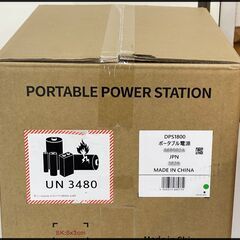 PORTABLE POWER STATION
UN 3480
DPS1800
ポータブル電源
JPN
MADE IN CHINA